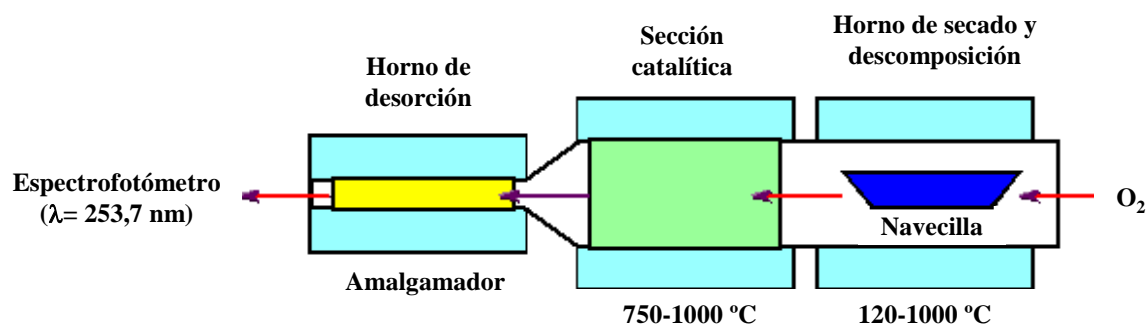 Horno de secado y
descomposición
Sección
catalítica
Horno de
desorción
Espectrofotómetro
(λ= 253,7 nm)
O₂
Navecilla
Amalgamador
750-1000 ºC
120-1000 ºC